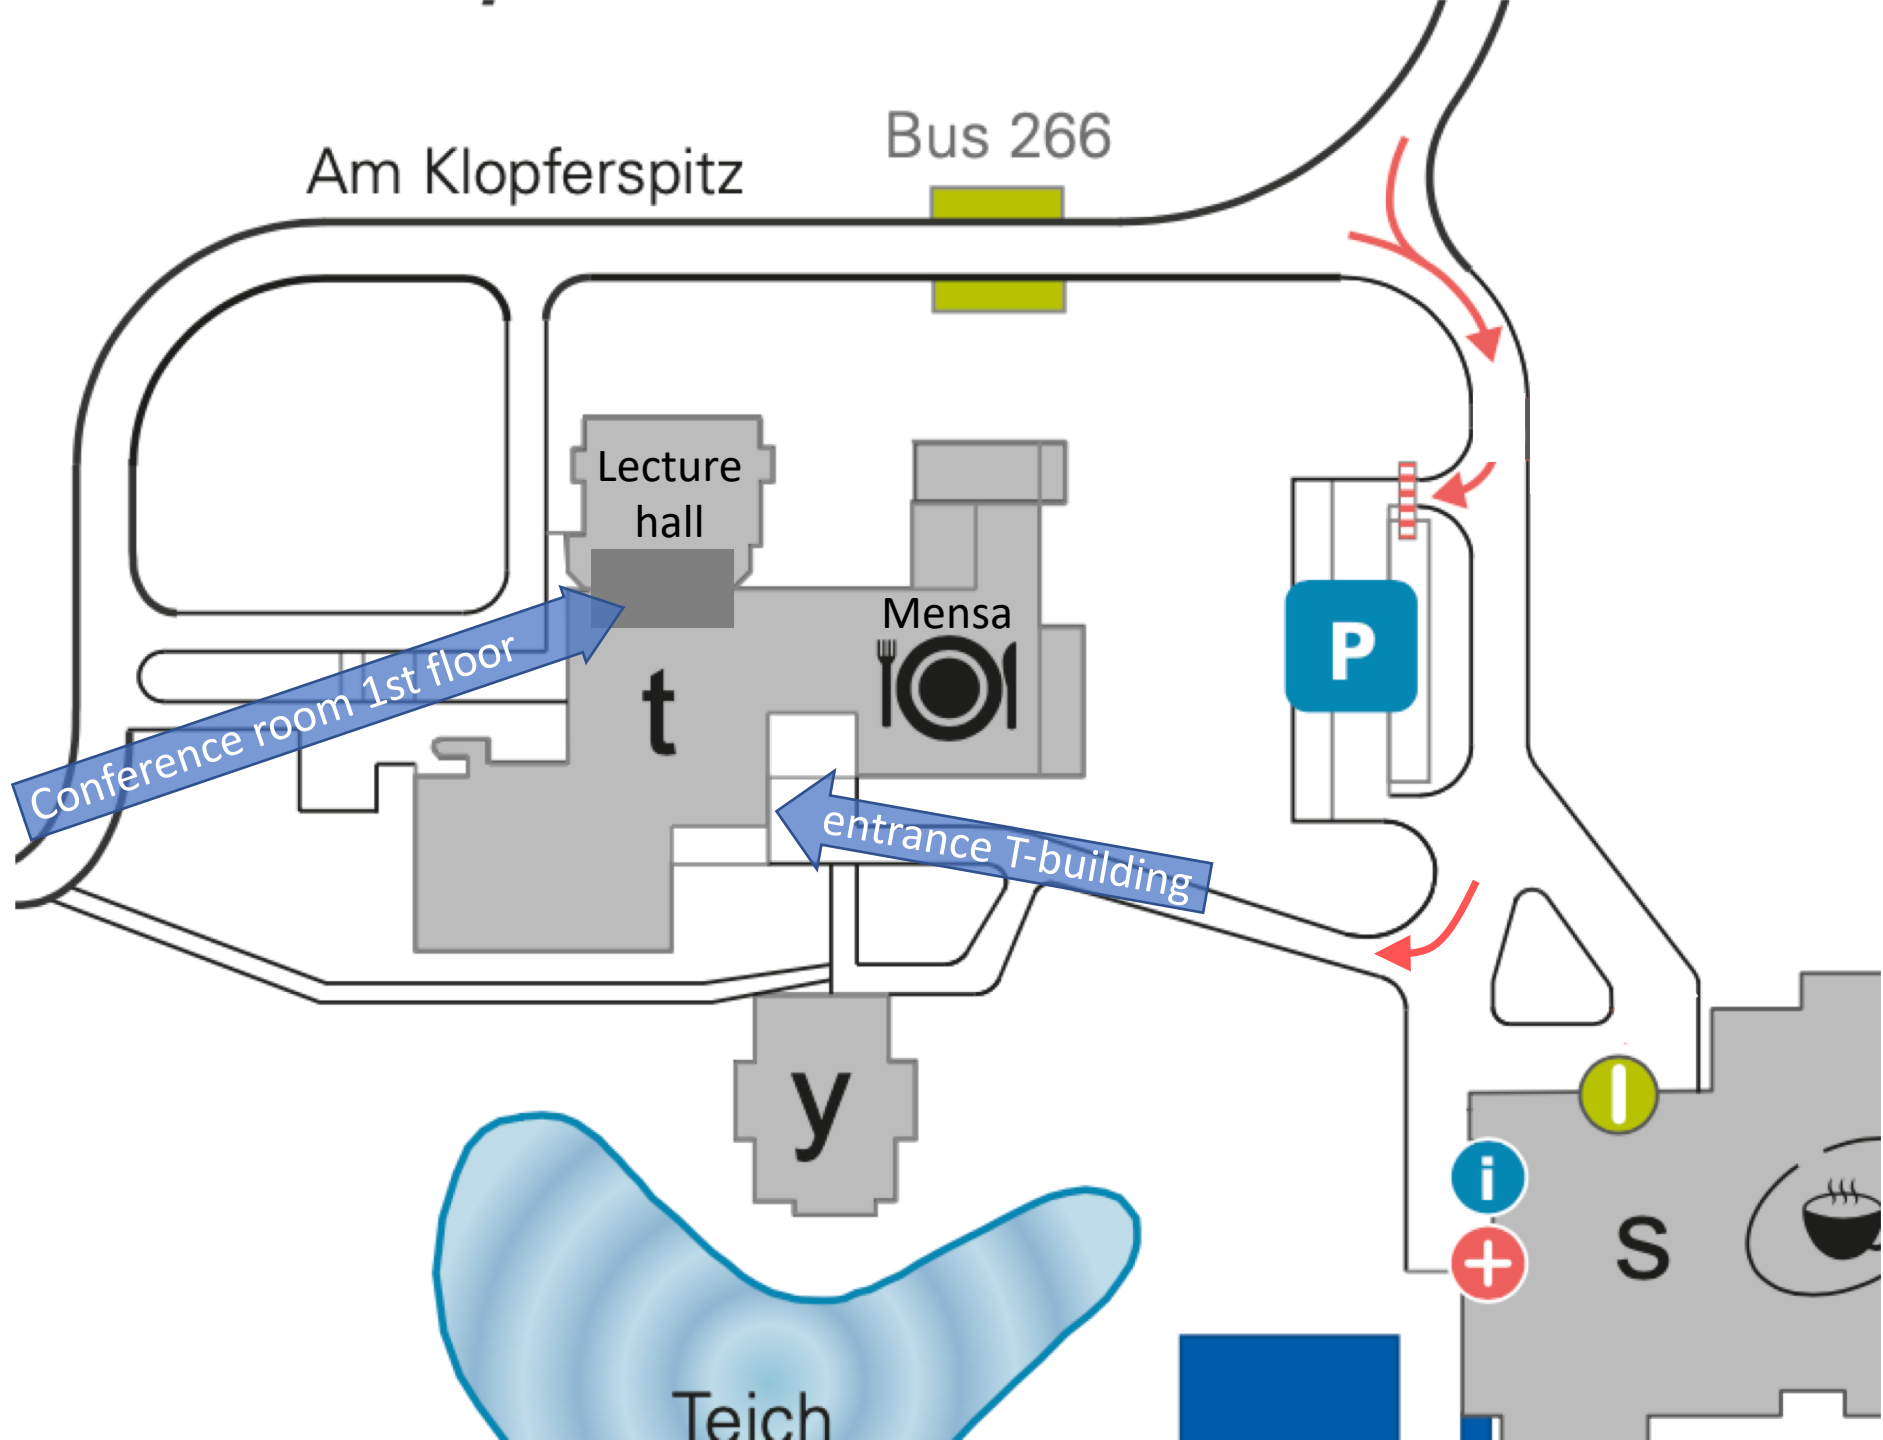 Bus 266
Am Klopferspitz
Lecture
hall
Mensa
P
Conference room 1st floor
t
entrance T-building
y
i
s
Teich